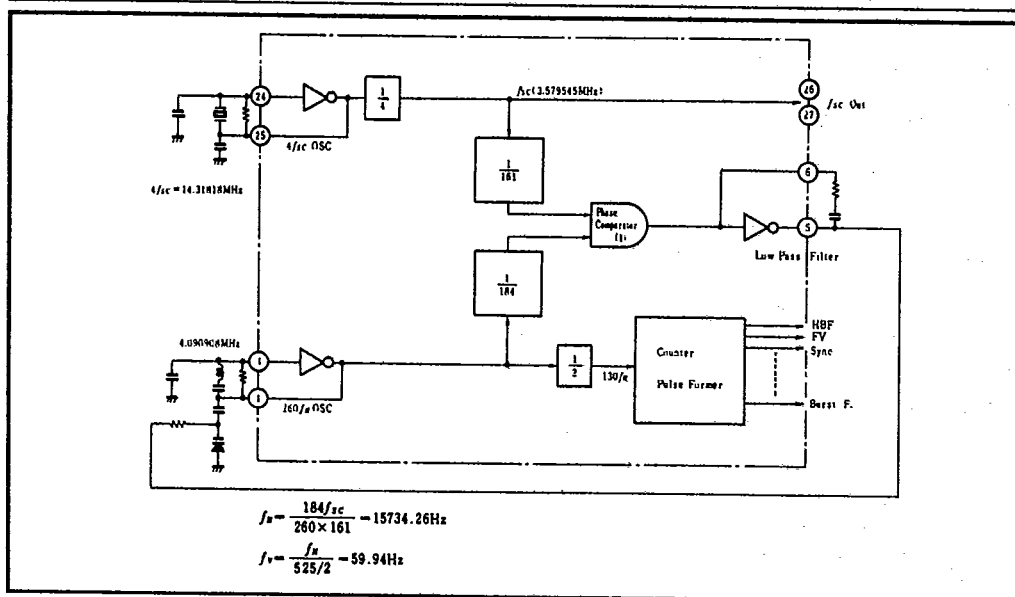 24
fsc (3.579545MHz)
26
27
fsc Out
1
4
25
4fsc OSC
4fsc=14.31818MHz
1
161
6
Phase
Comparator
(1)
5
Low Pass Filter
1
184
4.090908MHz
HBF
FV
Sync
1
2
Counter
130fH
Pulse Former
260fH OSC
Burst F.
fH= 184fsc =15734.26Hz
260×161
fv= fH =59.94Hz
525/2